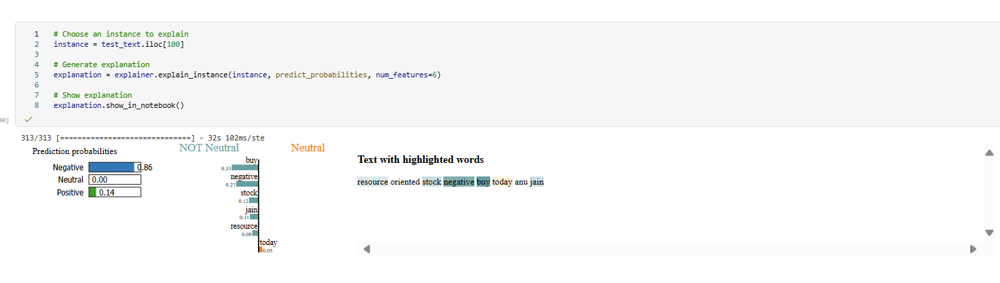 1 # Choose an instance to explain
2 instance = test_text.iloc[100]
3
4 # Generate explanation
5 explanation = explainer.explain_instance(instance, predict_probabilities, num_features=6)
6
7 # Show explanation
8 explanation.show_in_notebook()
80]
313/313 [==============================] - 32s 102ms/ste
Prediction probabilities
Negative 0.86
Neutral 0.00
Positive 0.14
NOT Neutral Neutral
buy
0.33
negative
0.27
stock
0.12
jain
0.11
resource
0.08
today
0.05
Text with highlighted words
resource oriented stock negative buy today anu jain